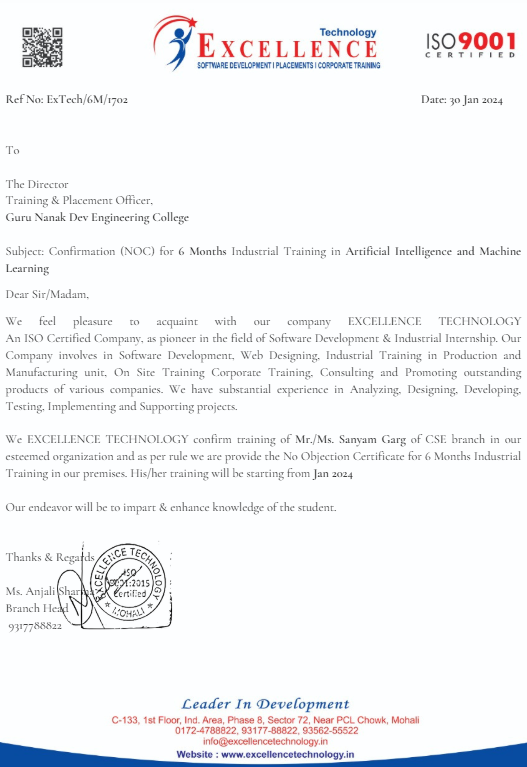 Technology
EXCELLENCE
SOFTWARE DEVELOPMENT | PLACEMENTS | CORPORATE TRAINING
ISO 9001
CERTIFIED
Ref No: ExTech/6M/1702
Date: 30 Jan 2024
To
The Director
Training & Placement Officer,
Guru Nanak Dev Engineering College
Subject: Confirmation (NOC) for 6 Months Industrial Training in Artificial Intelligence and Machine
Learning
Dear Sir/Madam,
We feel pleasure to acquaint with our company EXCELLENCE TECHNOLOGY
An ISO Certified Company, as pioneer in the field of Software Development & Industrial Internship. Our
Company involves in Software Development, Web Designing, Industrial Training in Production and
Manufacturing unit, On Site Training Corporate Training, Consulting and Promoting outstanding
products of various companies. We have substantial experience in Analyzing, Designing, Developing,
Testing, Implementing and Supporting projects.
We EXCELLENCE TECHNOLOGY confirm training of Mr./Ms. Sanyam Garg of CSE branch in our
esteemed organization and as per rule we are provide the No Objection Certificate for 6 Months Industrial
Training in our premises. His/her training will be starting from Jan 2024
Our endeavor will be to impart & enhance knowledge of the student.
Thanks & Regards
Ms. Anjali Sharma
Branch Head
9317788822
EXCELLENCE TECHNOLOGY
ISO
9001:2015
Certified
MOHALI
Leader In Development
C-133, 1st Floor, Ind. Area, Phase 8, Sector 72, Near PCL Chowk, Mohali
0172-4788822, 93177-88822, 93562-55522
info@excellencetechnology.in
Website : www.excellencetechnology.in